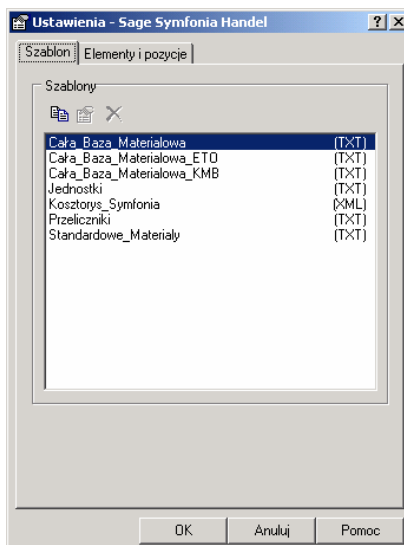 Ustawienia - Sage Symfonia Handel
Szablon Elementy i pozycje
Szablony
Cała_Baza_Materialowa (TXT)
Cała_Baza_Materialowa_ETO (TXT)
Cała_Baza_Materialowa_KMB (TXT)
Jednostki (TXT)
Kosztorys_Symfonia (XML)
Przeliczniki (TXT)
Standardowe_Materialy (TXT)
OK Anuluj Pomoc